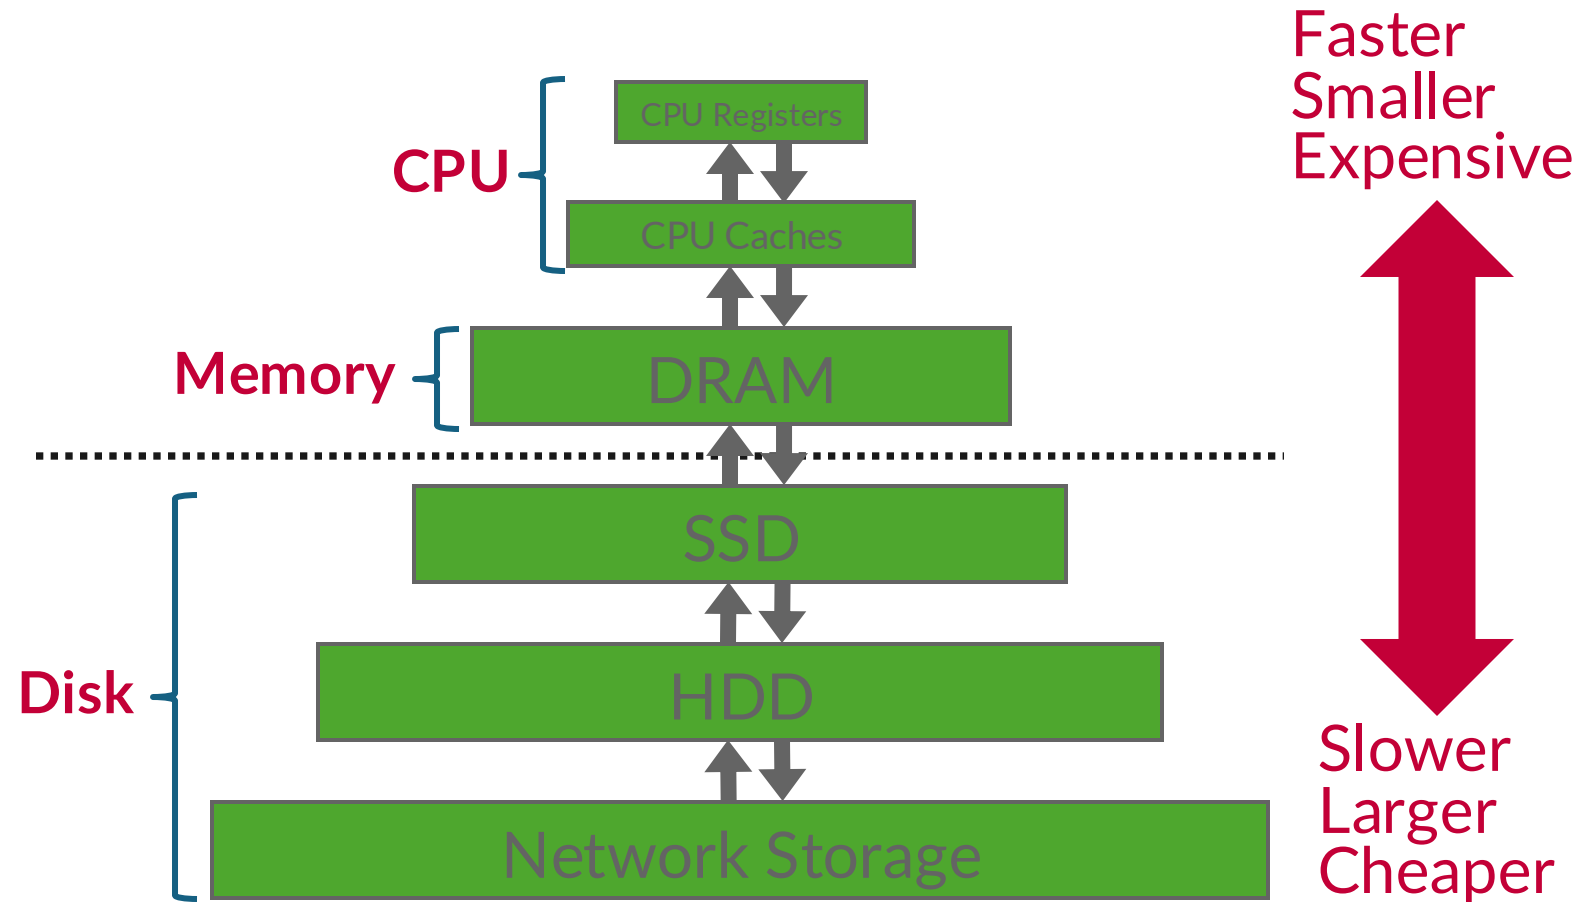 Faster
Smaller
Expensive
CPU Registers
CPU
CPU Caches
Memory
DRAM
SSD
Disk
HDD
Slower
Larger
Network Storage
Cheaper